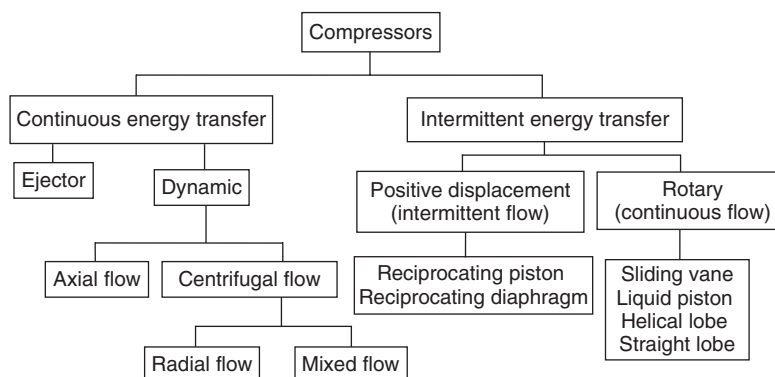 Compressors
Continuous energy transfer
Intermittent energy transfer
Ejector
Dynamic
Positive displacement
(intermittent flow)
Rotary
(continuous flow)
Axial flow
Centrifugal flow
Reciprocating piston
Reciprocating diaphragm
Sliding vane
Liquid piston
Helical lobe
Straight lobe
Radial flow
Mixed flow